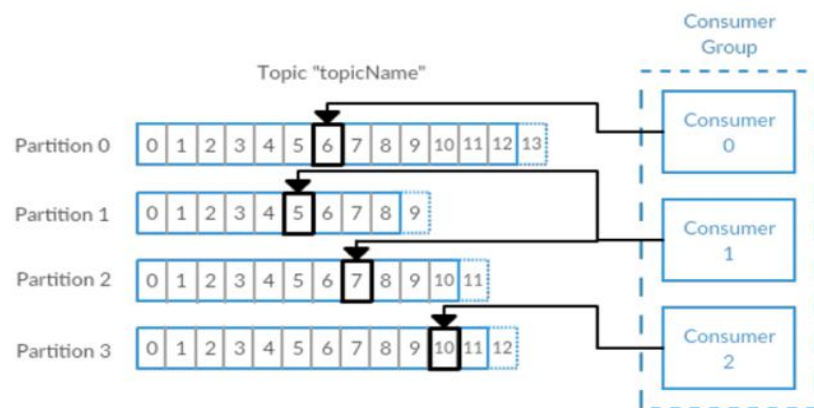 Consumer
Group
Topic "topicName"
Partition 0 0 1 2 3 4 5 6 7 8 9 10 11 12 13
Consumer
0
Partition 1 0 1 2 3 4 5 6 7 8 9
Consumer
1
Partition 2 0 1 2 3 4 5 6 7 8 9 10 11
Partition 3 0 1 2 3 4 5 6 7 8 9 10 11 12
Consumer
2